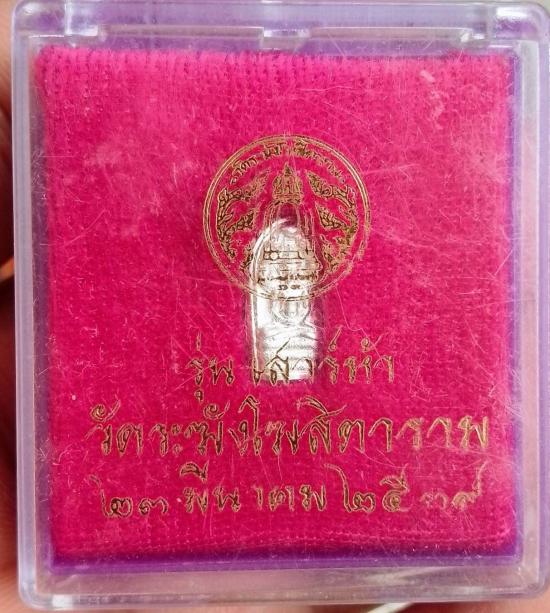 รุ่น เสาร์ห้า
วัดระฆังโฆสิตาราม
๒๓ มีนาคม ๒๕๓๙